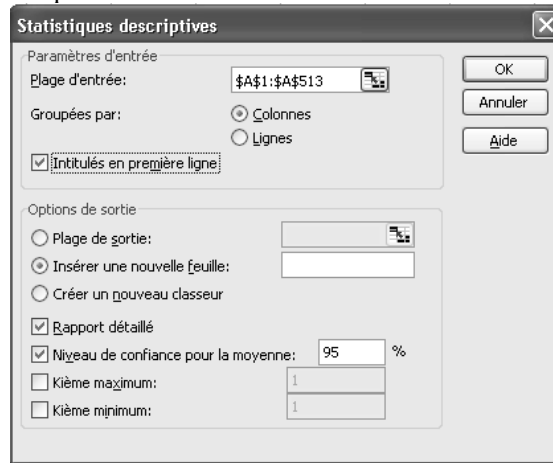 Statistiques descriptives
Paramètres d'entrée
Plage d'entrée: $A$1:$A$513
Groupées par: Colonnes
Lignes
Intitulés en première ligne
OK
Annuler
Aide
Options de sortie
Plage de sortie:
Insérer une nouvelle feuille:
Créer un nouveau classeur
Rapport détaillé
Niveau de confiance pour la moyenne: 95 %
Kième maximum: 1
Kième minimum: 1